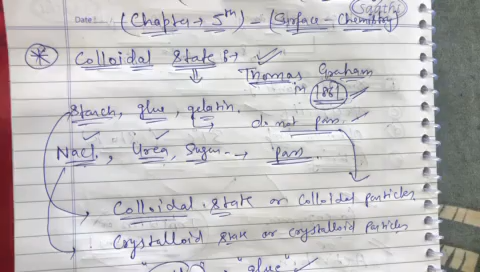 Saathi
Date
(Chapter → 5th) - (Surface - Chemistry)
* Colloidal State :→
Thomas Graham
in 1861
Starch, glue, gelatin. → do not pass.
NaCl, Urea, Sugar → pass.
Colloidal state or Colloidal particles.
Crystalloid state or crystalloid particles
"glue"